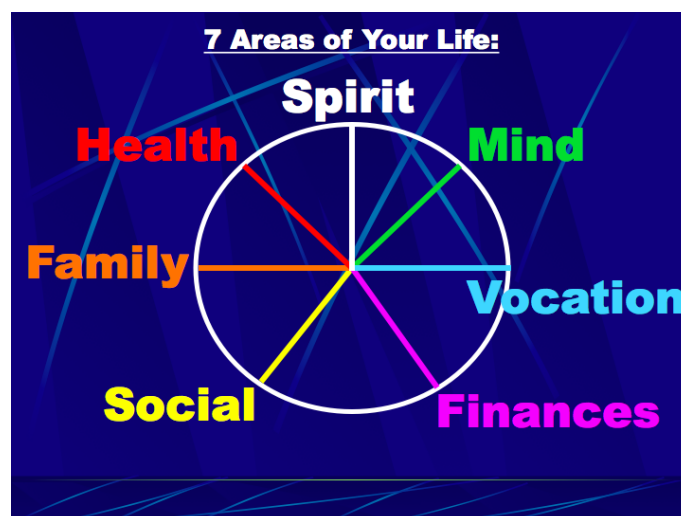 7 Areas of Your Life:
Spirit
Health
Mind
Family
Vocation
Social
Finances